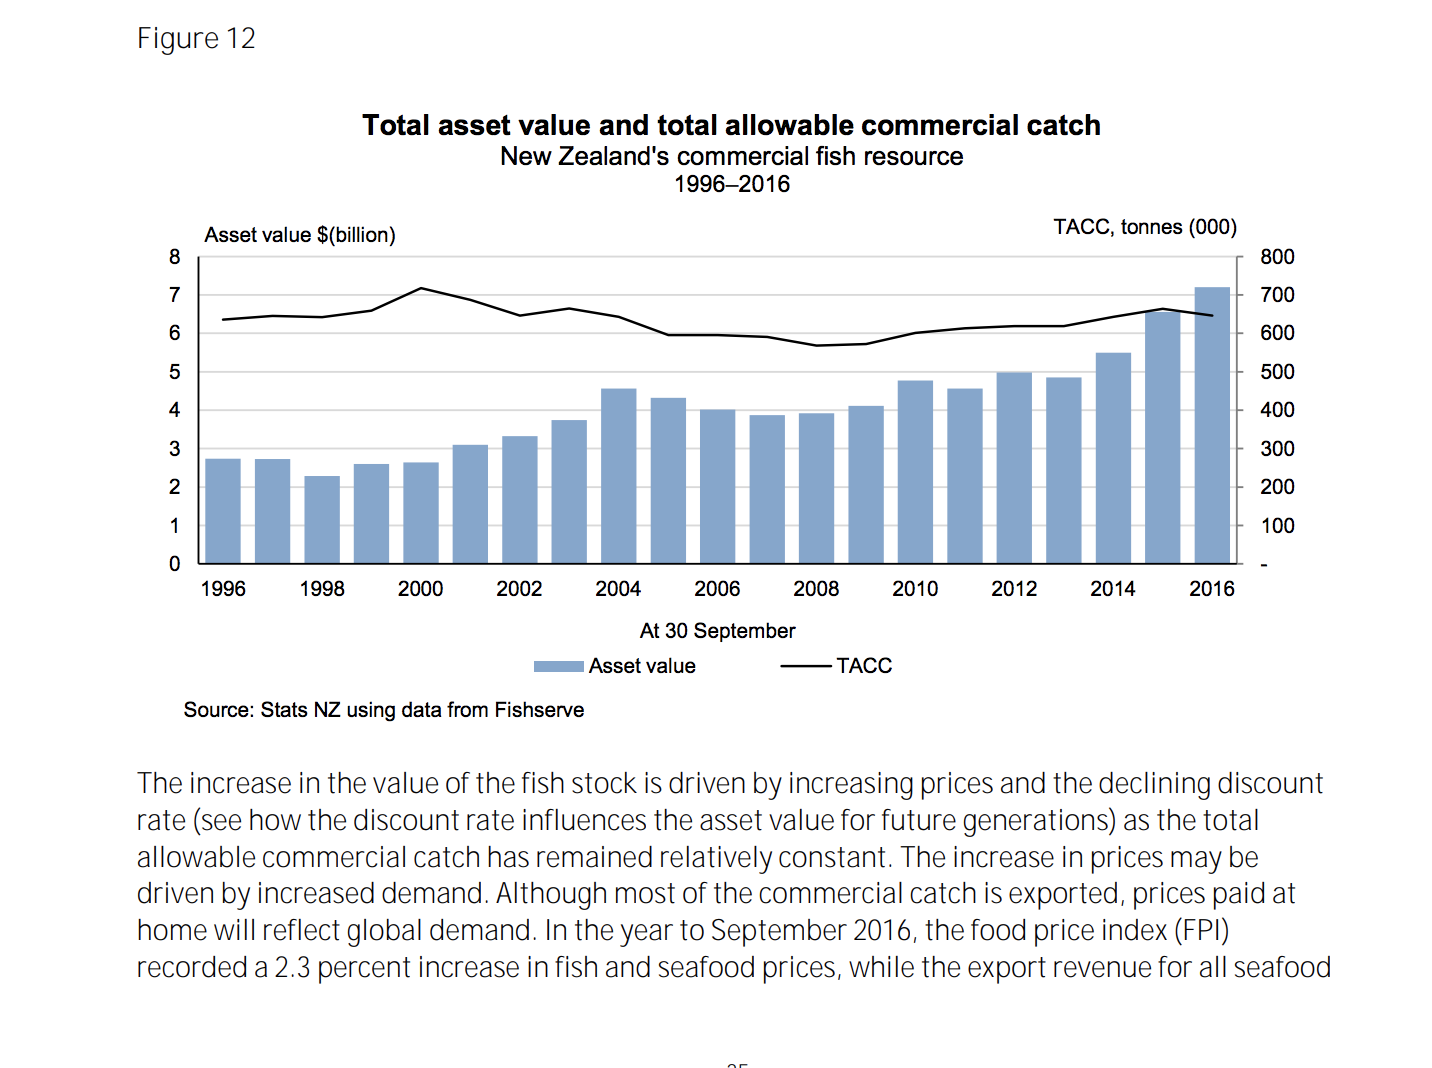 Figure 12
Total asset value and total allowable commercial catch
New Zealand's commercial fish resource
1996–2016
Asset value $(billion)
TACC, tonnes (000)
8 800
7 700
6 600
5 500
4 400
3 300
2 200
1 100
0 -
1996 1998 2000 2002 2004 2006 2008 2010 2012 2014 2016
At 30 September
Asset value TACC
Source: Stats NZ using data from Fishserve
The increase in the value of the fish stock is driven by increasing prices and the declining discount
rate (see how the discount rate influences the asset value for future generations) as the total
allowable commercial catch has remained relatively constant. The increase in prices may be
driven by increased demand. Although most of the commercial catch is exported, prices paid at
home will reflect global demand. In the year to September 2016, the food price index (FPI)
recorded a 2.3 percent increase in fish and seafood prices, while the export revenue for all seafood